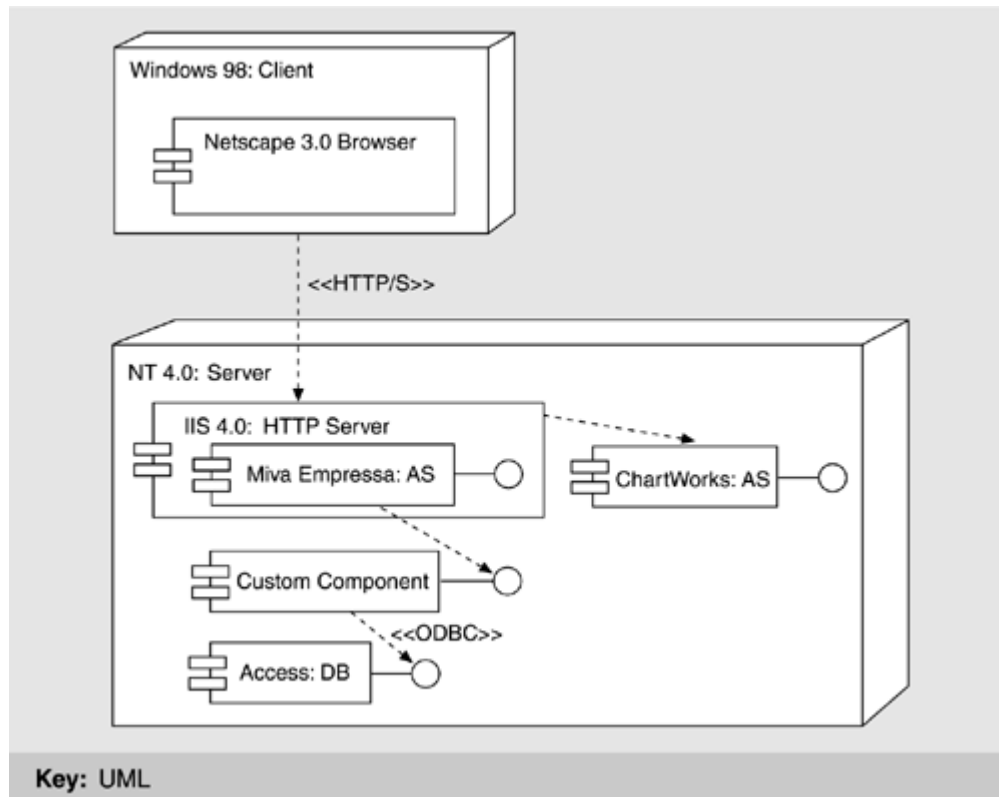 Windows 98: Client
Netscape 3.0 Browser
<<HTTP/S>>
NT 4.0: Server
IIS 4.0: HTTP Server
Miva Empressa: AS
ChartWorks: AS
Custom Component
<<ODBC>>
Access: DB
Key: UML